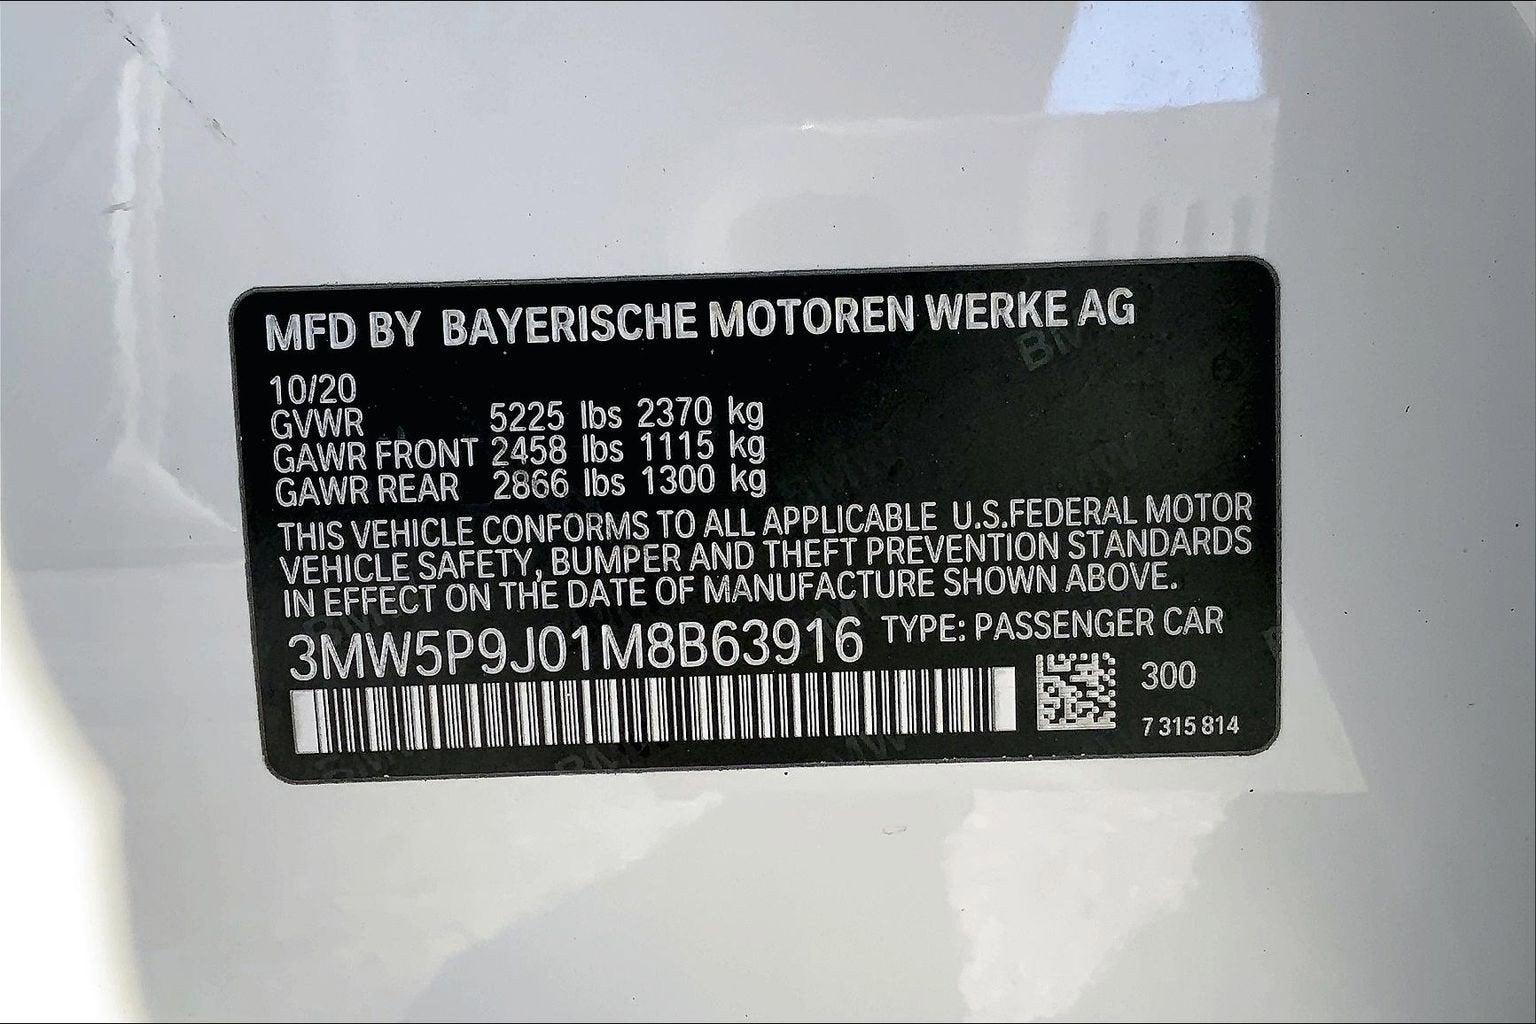 MFD BY BAYERISCHE MOTOREN WERKE AG
10/20
GVWR 5225 lbs 2370 kg
GAWR FRONT 2458 lbs 1115 kg
GAWR REAR 2866 lbs 1300 kg
THIS VEHICLE CONFORMS TO ALL APPLICABLE U.S.FEDERAL MOTOR
VEHICLE SAFETY, BUMPER AND THEFT PREVENTION STANDARDS
IN EFFECT ON THE DATE OF MANUFACTURE SHOWN ABOVE.
3MW5P9J01M8B63916 TYPE: PASSENGER CAR
300
7 315 814